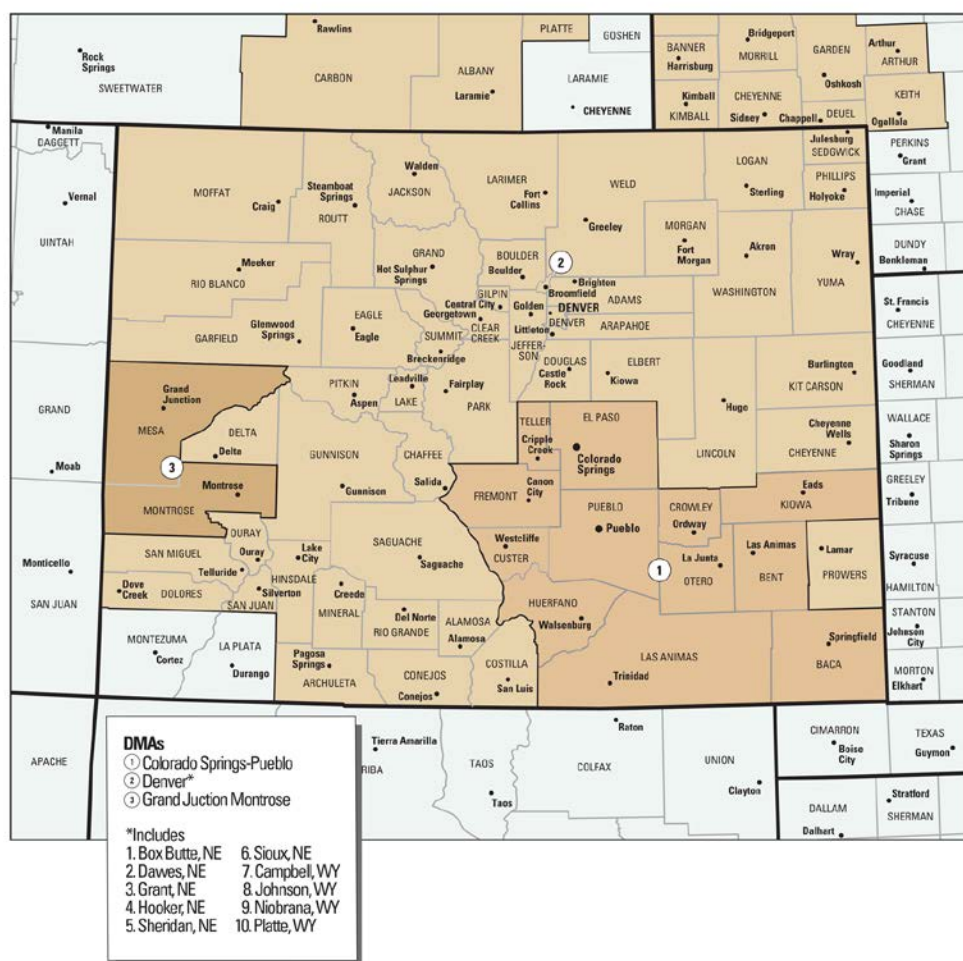 Rawlins
PLATTE
GOSHEN
Rock
Springs
SWEETWATER
CARBON
ALBANY
Laramie
LARAMIE
CHEYENNE
BANNER
Harrisburg
Bridgeport
MORRILL
GARDEN
Oshkosh
Arthur
ARTHUR
Kimball
KIMBALL
CHEYENNE
Sidney
Chappell
DEUEL
KEITH
Ogallala
Manila
DAGGETT
Vernal
UINTAH
MOFFAT
Craig
Steamboat
Springs
ROUTT
Walden
JACKSON
LARIMER
Fort
Collins
WELD
Greeley
LOGAN
Sterling
Julesburg
SEDGWICK
PHILLIPS
Holyoke
PERKINS
Grant
Imperial
CHASE
DUNDY
Benkleman
Meeker
RIO BLANCO
GRAND
Hot Sulphur
Springs
BOULDER
Boulder
2
MORGAN
Fort
Morgan
Akron
WASHINGTON
Wray
YUMA
Brighton
Broomfield
ADAMS
GILPIN
Central City
Georgetown
CLEAR
CREEK
Golden
DENVER
Littleton
DENVER
ARAPAHOE
JEFFER-
SON
St. Francis
CHEYENNE
GARFIELD
Glenwood
Springs
EAGLE
Eagle
SUMMIT
Breckenridge
DOUGLAS
Castle
Rock
ELBERT
Kiowa
Burlington
KIT CARSON
Goodland
SHERMAN
GRAND
Moab
Grand
Junction
MESA
PITKIN
Aspen
Leadville
LAKE
Fairplay
PARK
Hugo
LINCOLN
Cheyenne
Wells
CHEYENNE
WALLACE
Sharon
Springs
DELTA
Delta
3
GUNNISON
Gunnison
CHAFFEE
Salida
TELLER
Cripple
Creek
EL PASO
Colorado
Springs
Montrose
MONTROSE
FREMONT
Canon
City
PUEBLO
Pueblo
CROWLEY
Ordway
Eads
KIOWA
GREELEY
Tribune
OURAY
Ouray
SAN MIGUEL
Telluride
Lake
City
SAGUACHE
Saguache
Westcliffe
CUSTER
1
La Junta
OTERO
Las Animas
BENT
Lamar
PROWERS
Syracuse
HAMILTON
Monticello
SAN JUAN
Dove
Creek
DOLORES
Silverton
SAN JUAN
HINSDALE
Creede
MINERAL
Del Norte
RIO GRANDE
ALAMOSA
Alamosa
HUERFANO
Walsenburg
STANTON
Johnson
City
MONTEZUMA
Cortez
LA PLATA
Durango
Pagosa
Springs
ARCHULETA
CONEJOS
Conejos
COSTILLA
San Luis
LAS ANIMAS
Trinidad
Springfield
BACA
MORTON
Elkhart
APACHE
Tierra Amarilla
RIBA
TAOS
Taos
Raton
COLFAX
UNION
Clayton
CIMARRON
Boise
City
TEXAS
Guymon
DALLAM
Dalhart
Stratford
SHERMAN
DMAs
1 Colorado Springs-Pueblo
2 Denver*
3 Grand Juction Montrose
*Includes
1. Box Butte, NE 6. Sioux, NE
2. Dawes, NE 7. Campbell, WY
3. Grant, NE 8. Johnson, WY
4. Hooker, NE 9. Niobrana, WY
5. Sheridan, NE 10. Platte, WY